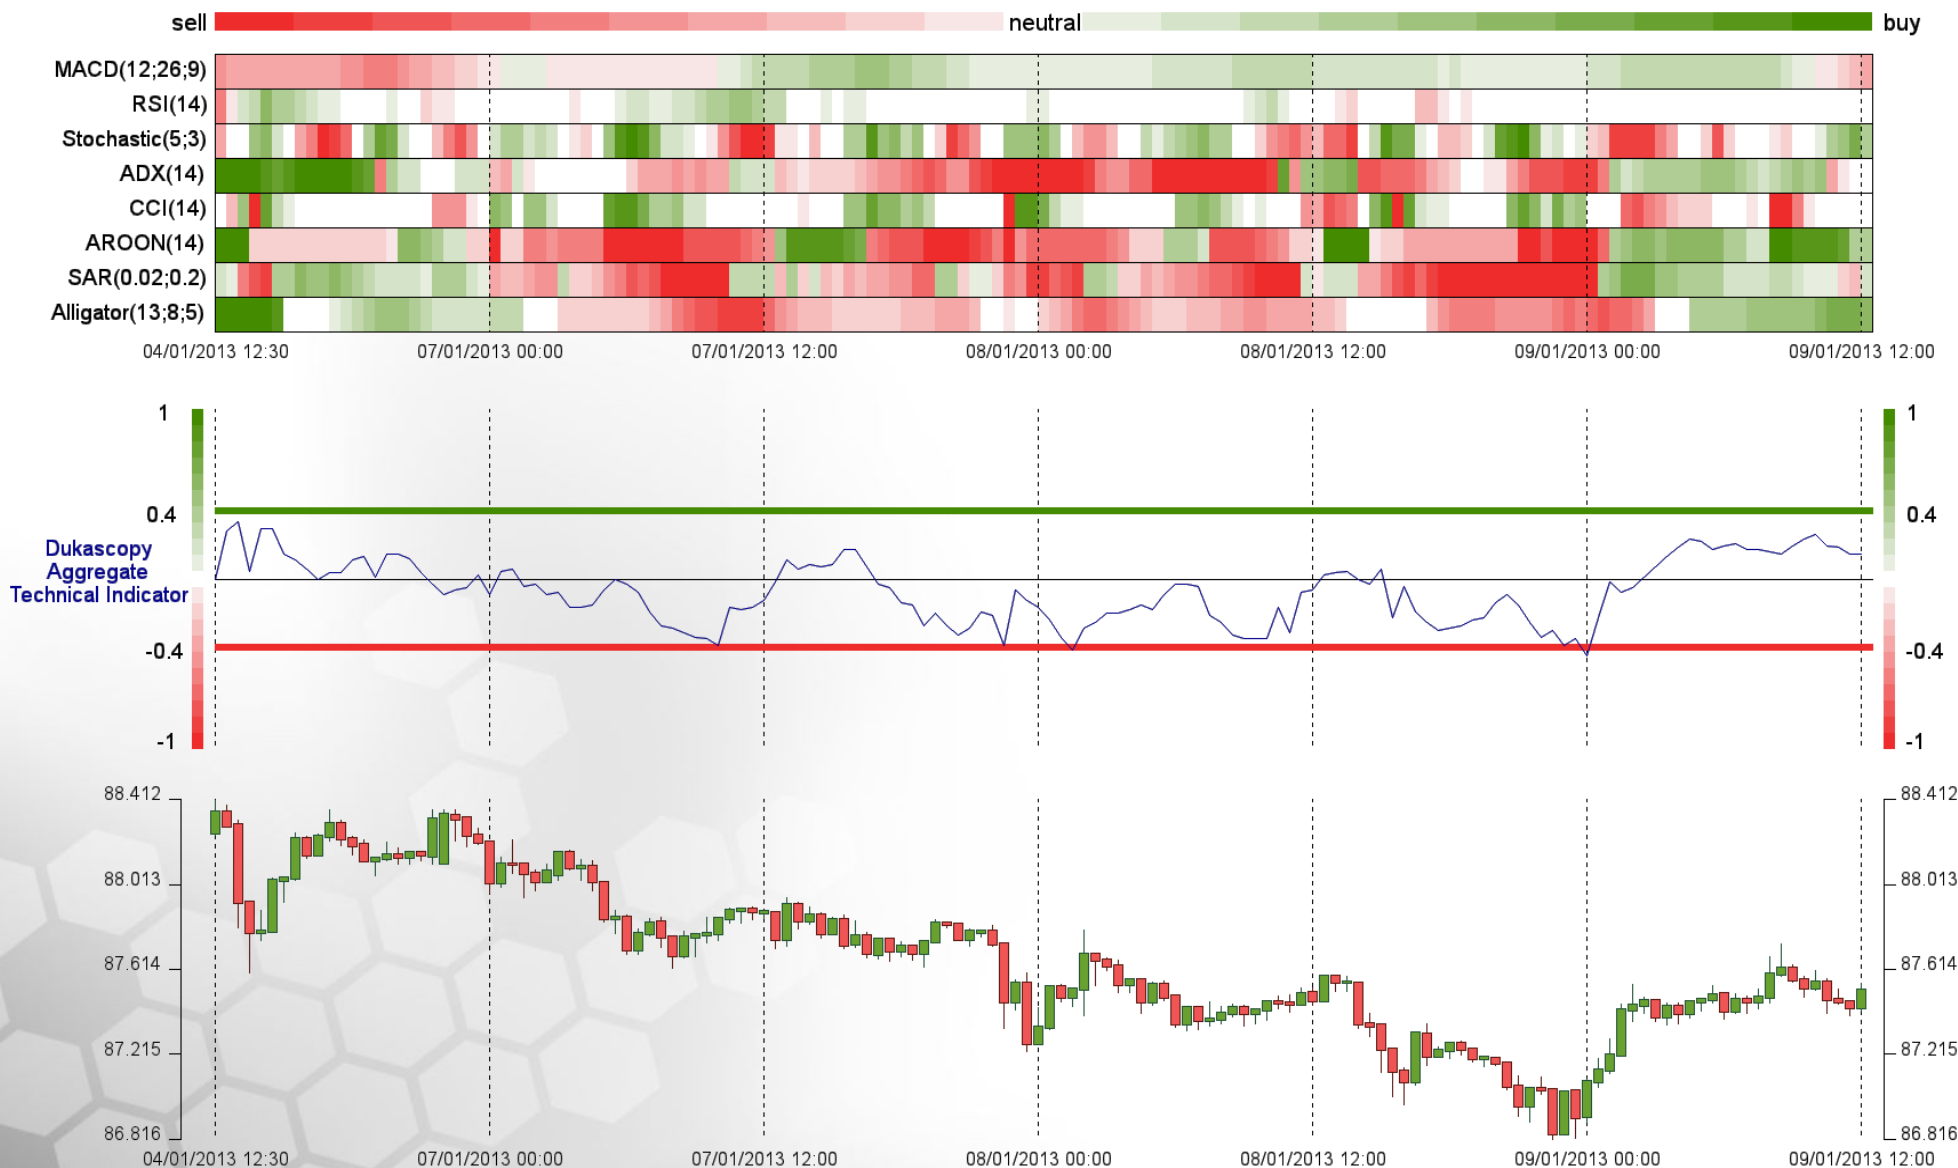 sell neutral buy
MACD(12;26;9)
RSI(14)
Stochastic(5;3)
ADX(14)
CCI(14)
AROON(14)
SAR(0.02;0.2)
Alligator(13;8;5)
04/01/2013 12:30 07/01/2013 00:00 07/01/2013 12:00 08/01/2013 00:00 08/01/2013 12:00 09/01/2013 00:00 09/01/2013 12:00
1 1
0.4 0.4
Dukascopy
Aggregate
Technical Indicator
-0.4 -0.4
-1 -1
88.412 88.412
88.013 88.013
87.614 87.614
87.215 87.215
86.816 86.816
04/01/2013 12:30 07/01/2013 00:00 07/01/2013 12:00 08/01/2013 00:00 08/01/2013 12:00 09/01/2013 00:00 09/01/2013 12:00